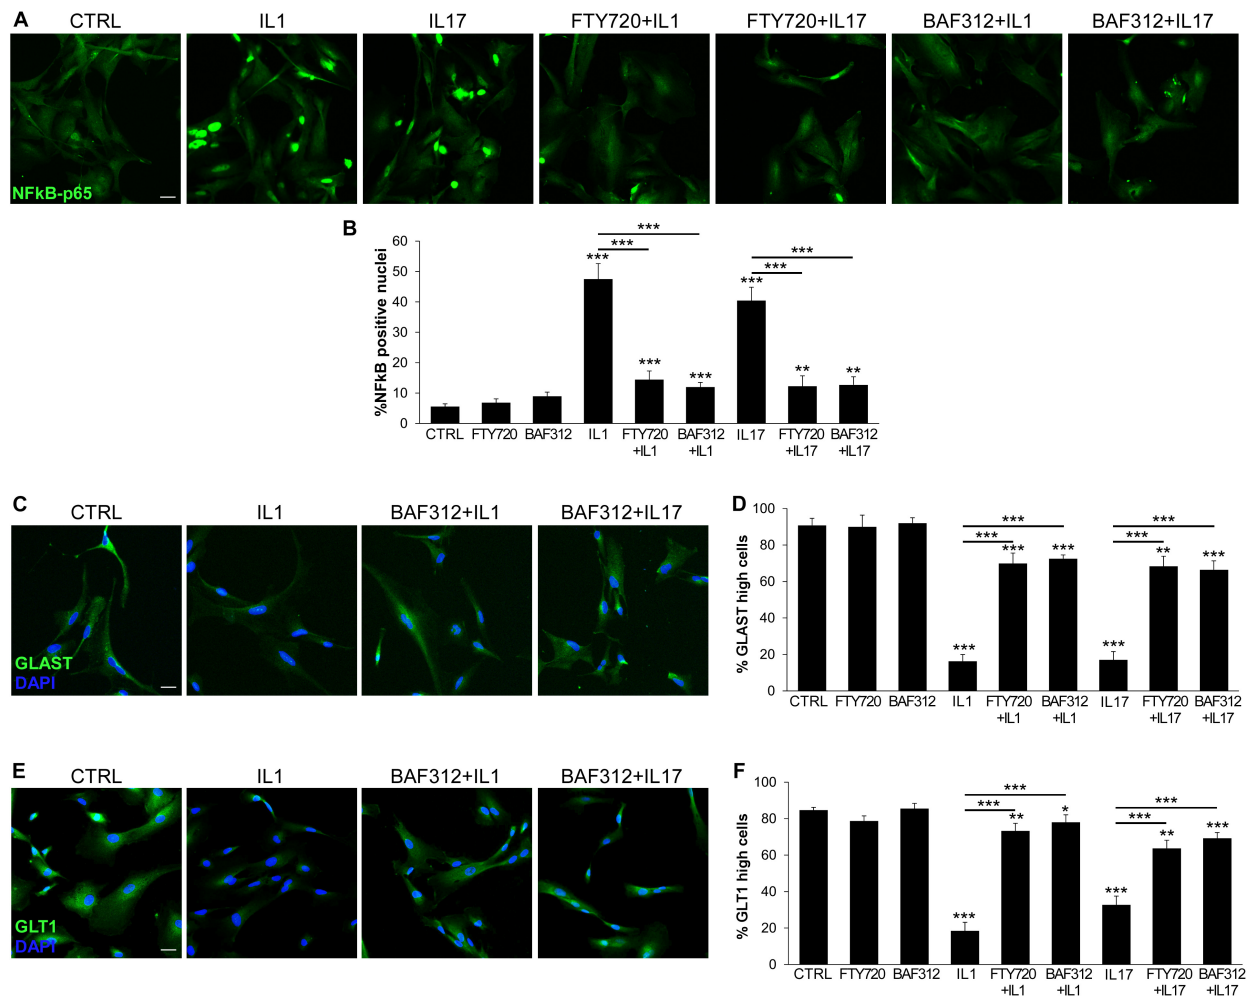 A
CTRL IL1 IL17 FTY720+IL1 FTY720+IL17 BAF312+IL1 BAF312+IL17
NFkB-p65
B
%NFkB positive nuclei
60
50
40
30
20
10
0
*** *** *** *** *** *** *** *** ** **
CTRL FTY720 BAF312 IL1 FTY720 BAF312 IL17 FTY720 BAF312
+IL1 +IL1 +IL17 +IL17
C
CTRL IL1 BAF312+IL1 BAF312+IL17
GLAST
DAPI
D
% GLAST high cells
100
80
60
40
20
0
*** ***
*** ***
*** *** ** ***
*** ***
CTRL FTY720 BAF312 IL1 FTY720 BAF312 IL17 FTY720 BAF312
+IL1 +IL1 +IL17 +IL17
E
CTRL IL1 BAF312+IL1 BAF312+IL17
GLT1
DAPI
F
% GLT1 high cells
100
80
60
40
20
0
*** ***
*** ***
** * ** ***
*** ***
CTRL FTY720 BAF312 IL1 FTY720 BAF312 IL17 FTY720 BAF312
+IL1 +IL1 +IL17 +IL17